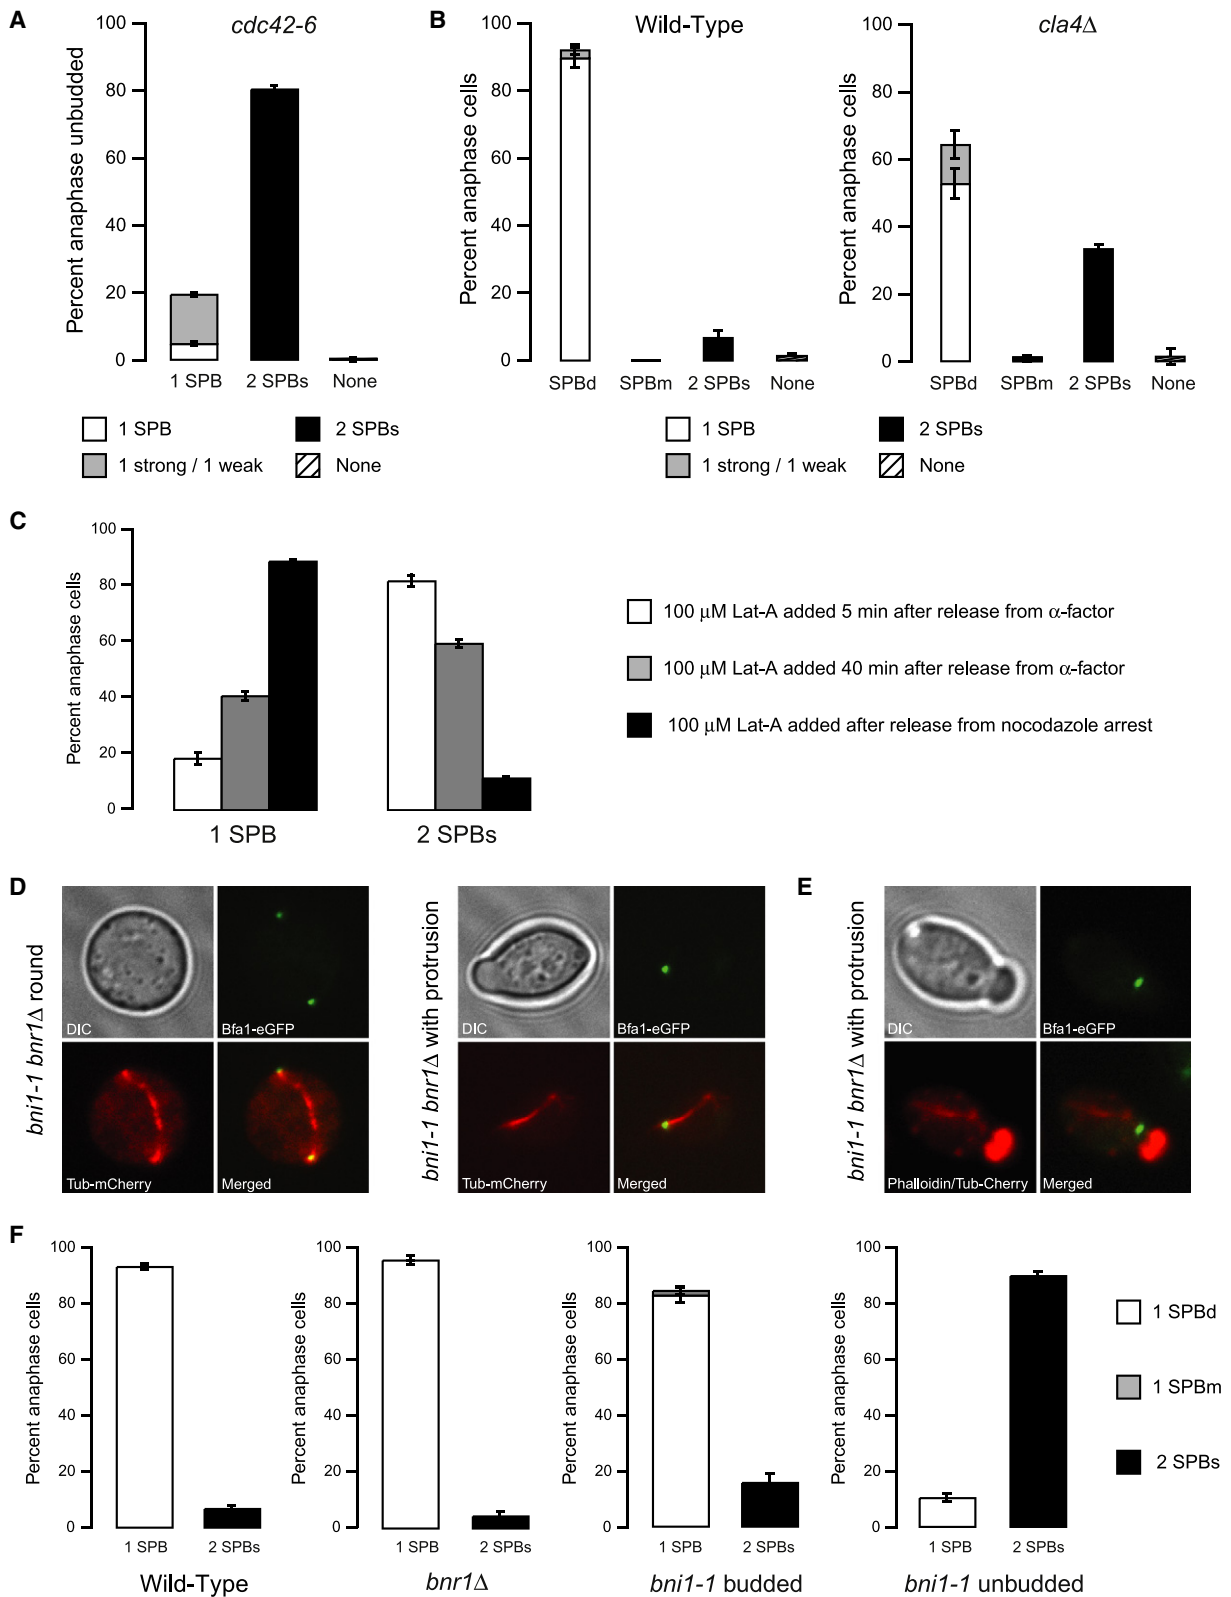 A
cdc42-6
Percent anaphase unbudded
100
80
60
40
20
0
1 SPB
2 SPBs
None
1 SPB
2 SPBs
1 strong / 1 weak
None
B
Wild-Type
Percent anaphase cells
100
80
60
40
20
0
SPBd
SPBm
2 SPBs
None
cla4Δ
Percent anaphase cells
100
80
60
40
20
0
SPBd
SPBm
2 SPBs
None
1 SPB
2 SPBs
1 strong / 1 weak
None
C
Percent anaphase cells
100
80
60
40
20
0
1 SPB
2 SPBs
100 μM Lat-A added 5 min after release from α-factor
100 μM Lat-A added 40 min after release from α-factor
100 μM Lat-A added after release from nocodazole arrest
D
bni1-1 bnr1Δ round
DIC
Bfa1-eGFP
Tub-mCherry
Merged
bni1-1 bnr1Δ with protrusion
DIC
Bfa1-eGFP
Tub-mCherry
Merged
E
bni1-1 bnr1Δ with protrusion
DIC
Bfa1-eGFP
Phalloidin/Tub-Cherry
Merged
F
Percent anaphase cells
100
80
60
40
20
0
1 SPB
2 SPBs
Wild-Type
Percent anaphase cells
100
80
60
40
20
0
1 SPB
2 SPBs
bnr1Δ
Percent anaphase cells
100
80
60
40
20
0
1 SPB
2 SPBs
bni1-1 budded
Percent anaphase cells
100
80
60
40
20
0
1 SPB
2 SPBs
bni1-1 unbudded
1 SPBd
1 SPBm
2 SPBs